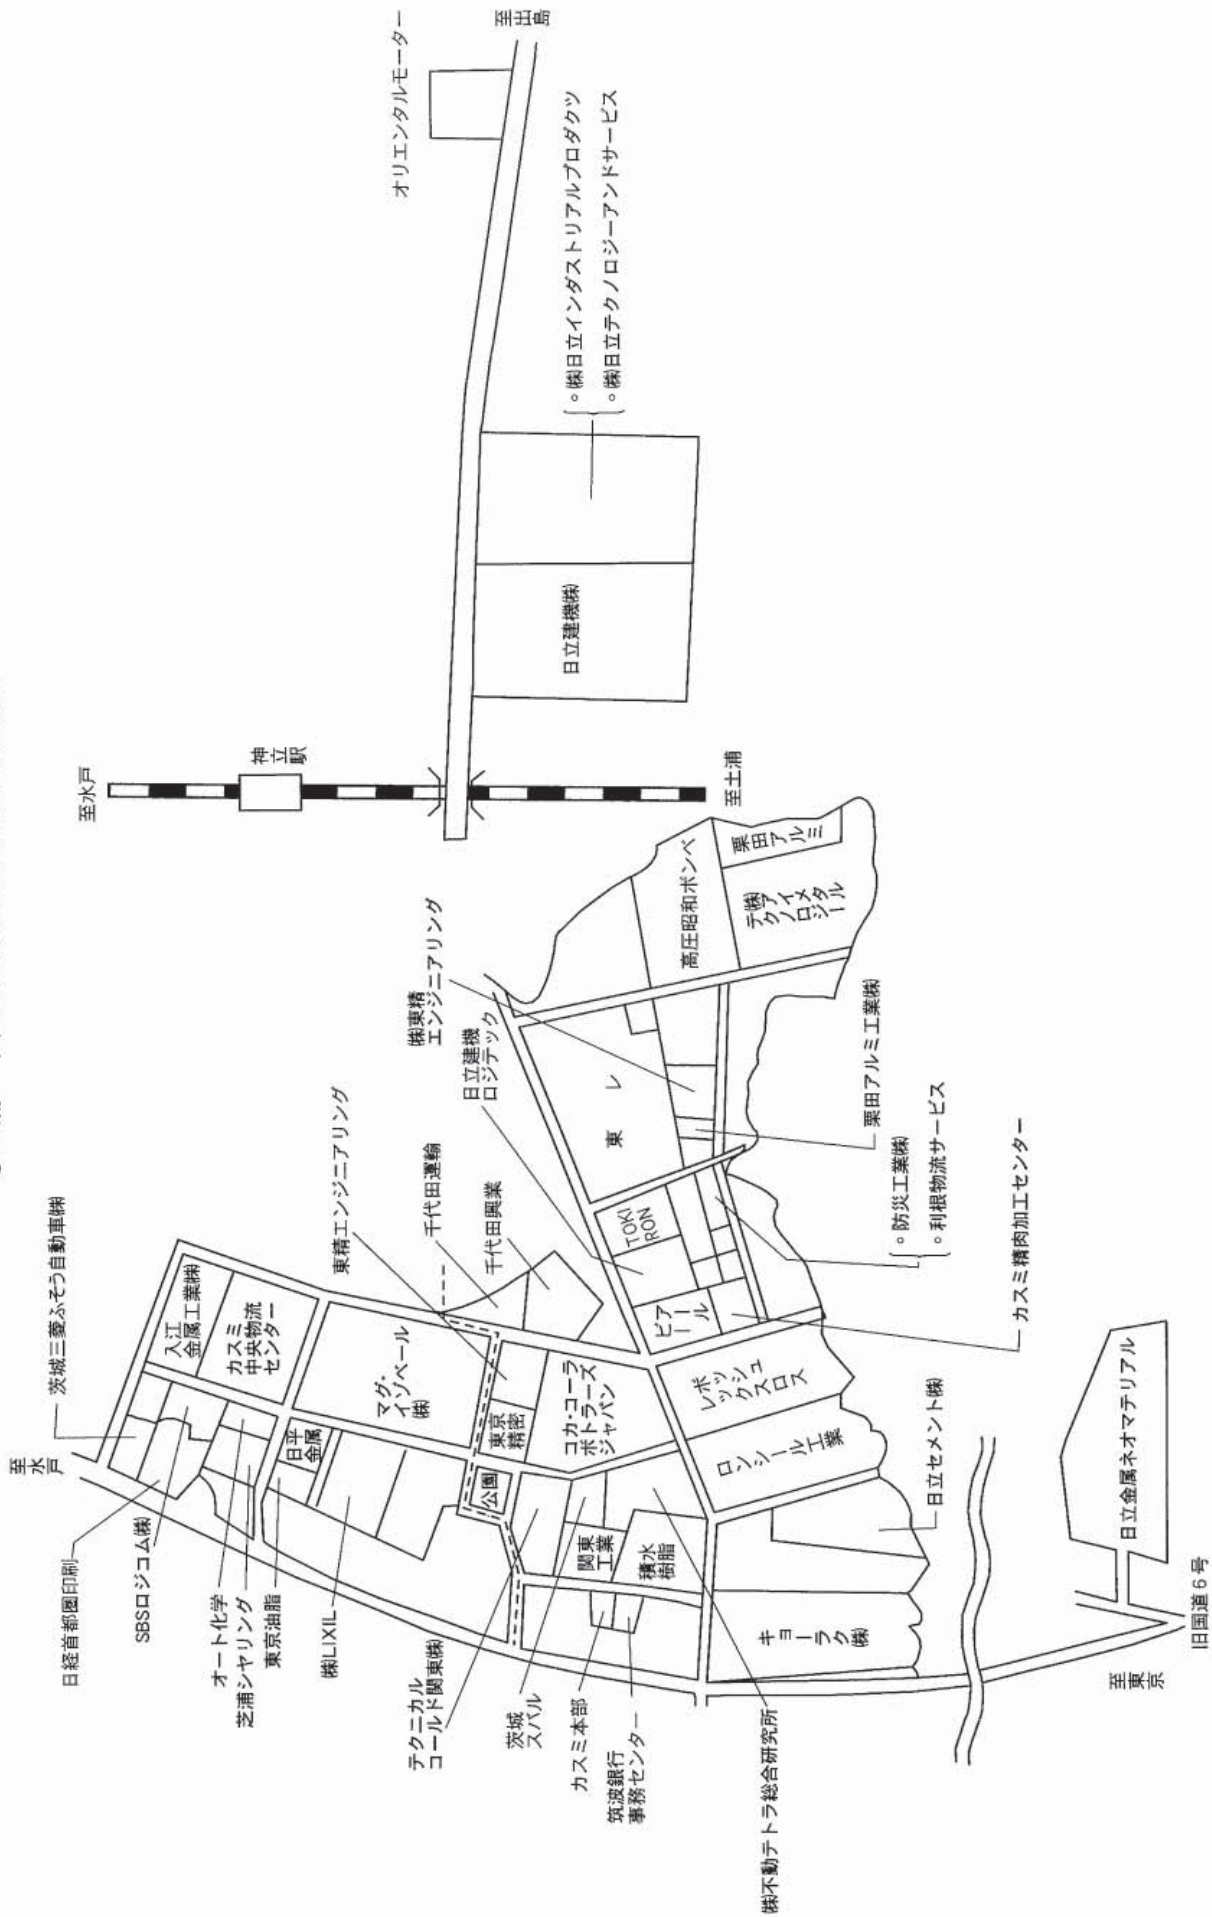 至出島
オリエンタルモーター
。㈱日立インダストリアルプロダクツ
。㈱日立テクノロジーアンドサービス
日立建機㈱
至水戸
神立駅
至土浦
高圧昭和ボンベ
栗田アルミ
㈱アイメタル
テクノロジー
㈱東精
エンジニアリング
日立建機
ロジテック
東レ
栗田アルミ工業㈱
。防災工業㈱
。利根物流サービス
カスミ精肉加工センター
東精エンジニアリング
千代田運輸
千代田興業
TOKI
RON
ピアール
茨城三菱ふそう自動車㈱
入江
金属工業㈱
カスミ
中央物流
センター
マグ・
イゾベール
㈱
東京
精密
コカ・コーラ
ボトラーズ
ジャパン
レボックス
ッシュロス
ロンシール工業
日立セメント㈱
日立金属ネオマテリアル
至水戸
日平
金属
公園
関東
工業
積水
樹脂
キョーラク
㈱
日経首都圏印刷
SBSロジコム㈱
オート化学
芝浦シヤリング
東京油脂
㈱LIXIL
テクニカル
コールド関東㈱
茨城
スバル
カスミ本部
筑波銀行
事務センター
㈱不動テトラ総合研究所
至東京
旧国道6号